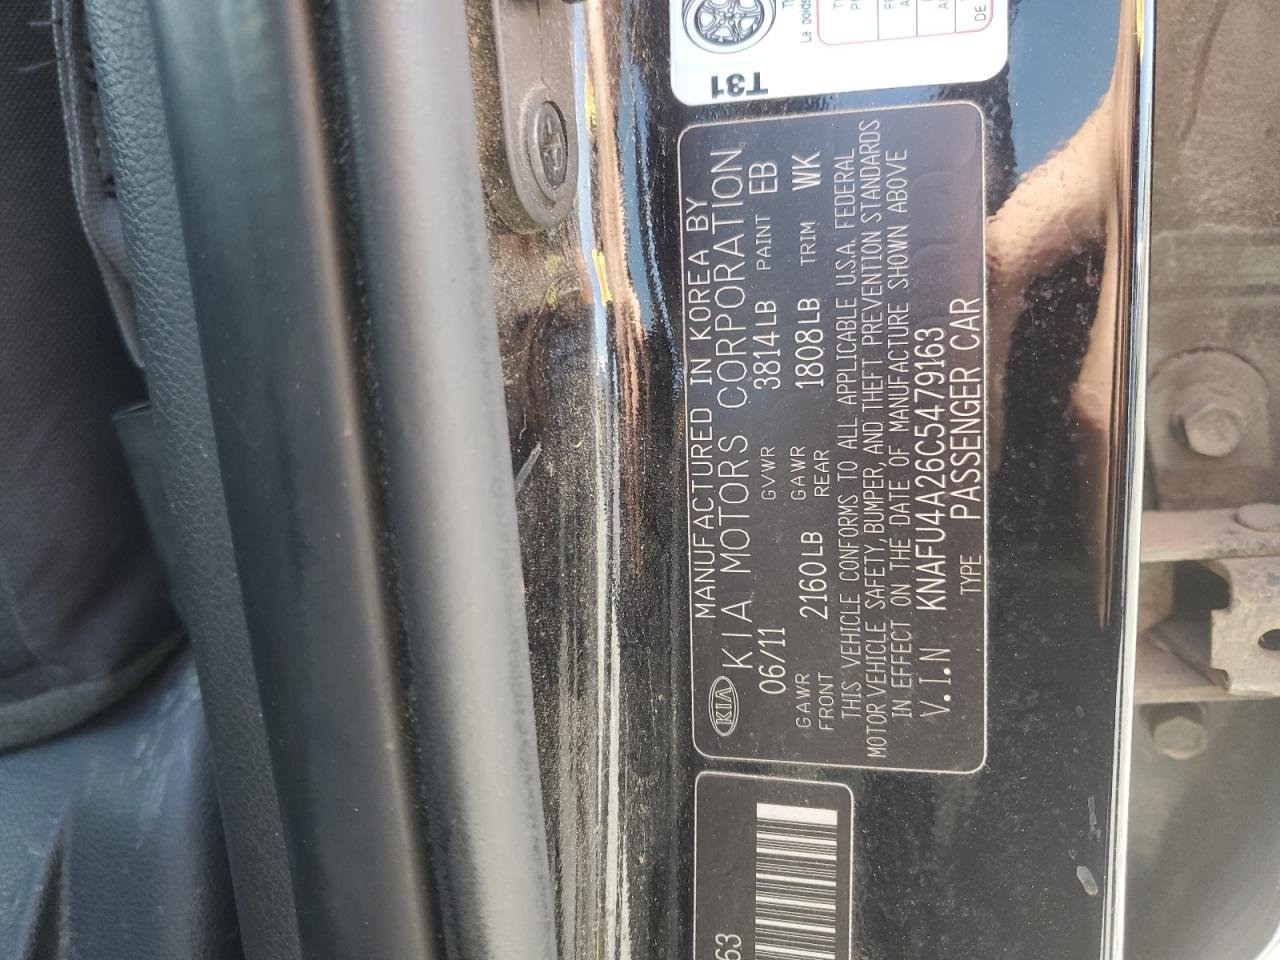 T31
MANUFACTURED IN KOREA BY
KIA KIA MOTORS CORPORATION
06/11 GVWR 3814LB PAINT EB
GAWR FRONT 2160LB GAWR REAR 1808LB TRIM WK
THIS VEHICLE CONFORMS TO ALL APPLICABLE U.S.A. FEDERAL
MOTOR VEHICLE SAFETY, BUMPER, AND THEFT PREVENTION STANDARDS
IN EFFECT ON THE DATE OF MANUFACTURE SHOWN ABOVE
V.I.N KNAFU4A26C5479163
TYPE PASSENGER CAR
63